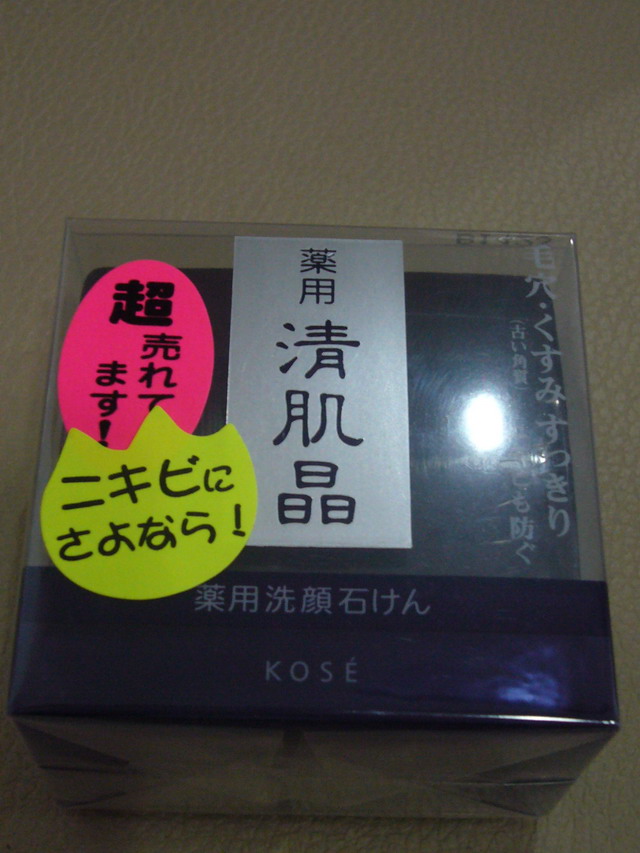 薬用
清肌晶
超
売れて
ます!
ニキビに
さよなら!
毛穴・くすみすっきり
(古い角質)
も防ぐ
薬用洗顔石けん
KOSÉ